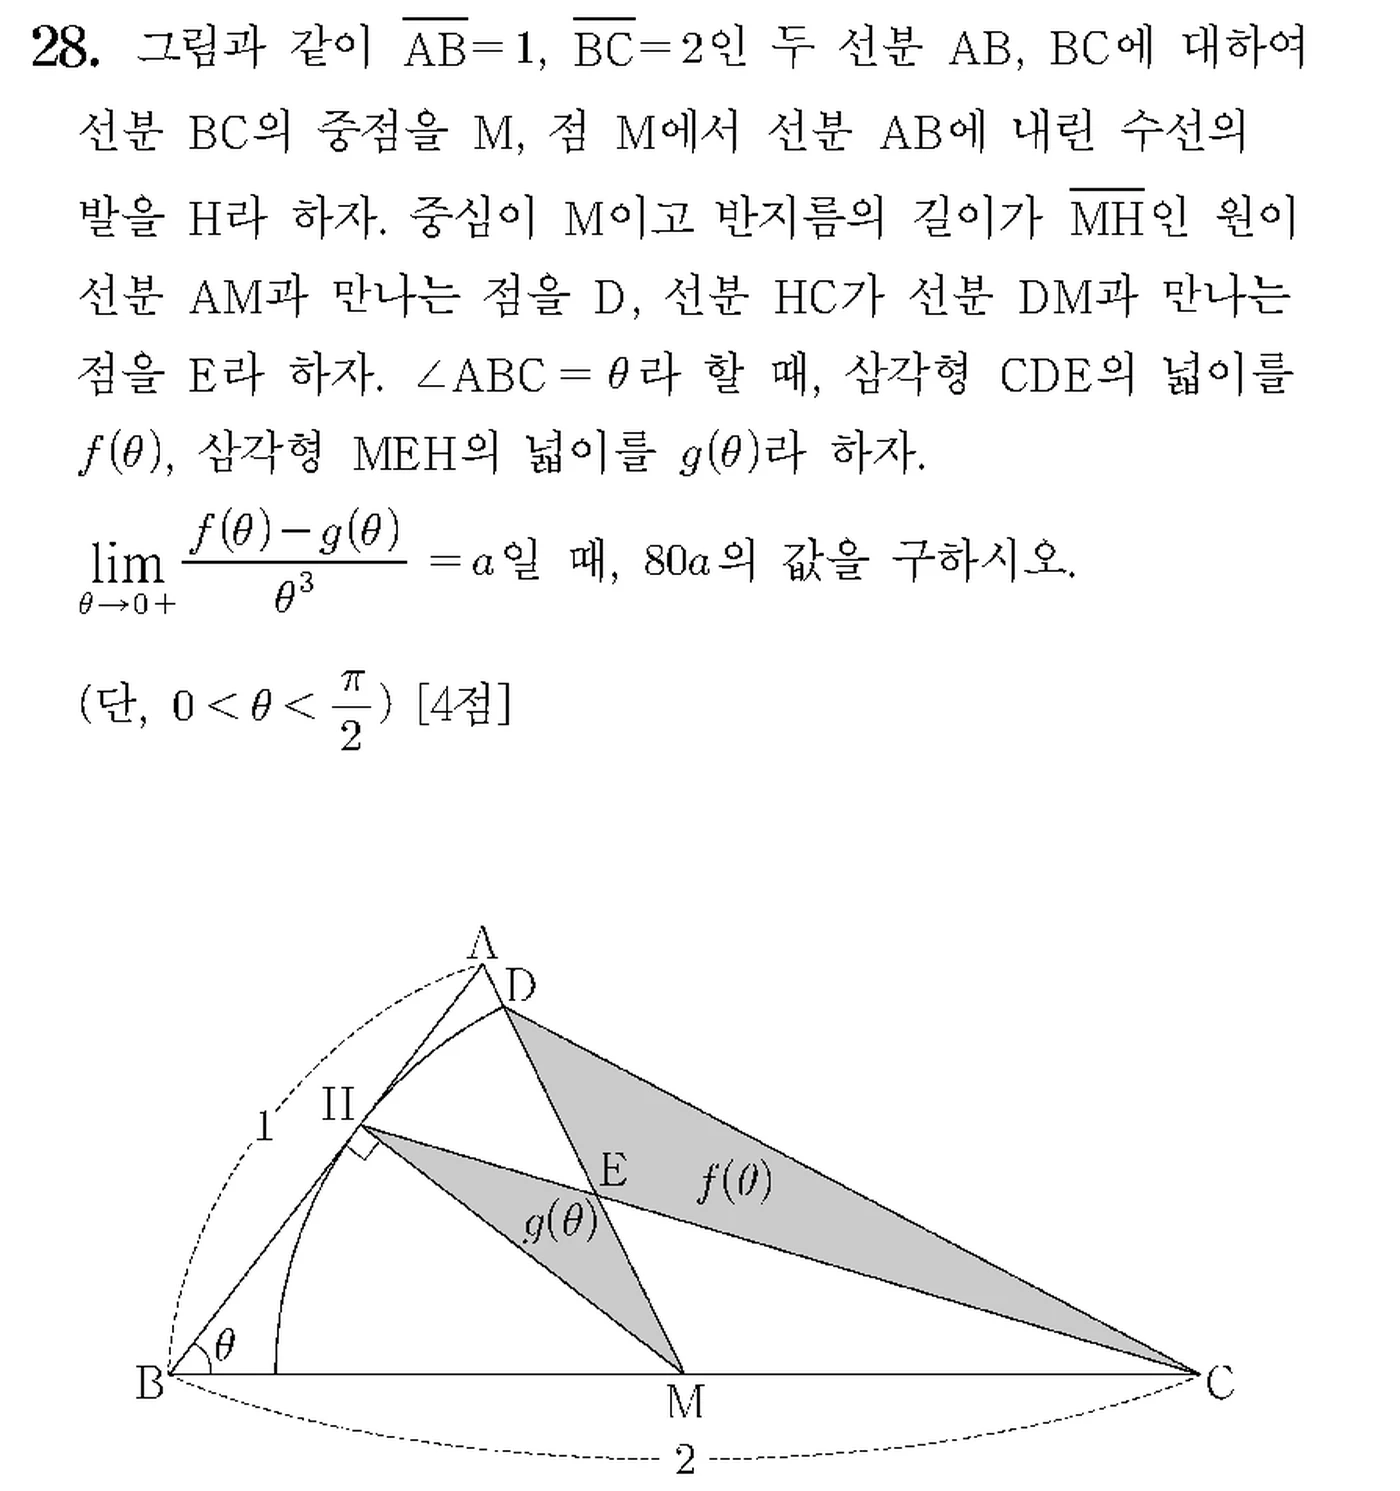 28. 그림과 같이 AB=1, BC=2인 두 선분 AB, BC에 대하여
선분 BC의 중점을 M, 점 M에서 선분 AB에 내린 수선의
발을 H라 하자. 중심이 M이고 반지름의 길이가 MH인 원이
선분 AM과 만나는 점을 D, 선분 HC가 선분 DM과 만나는
점을 E라 하자. ∠ABC=θ라 할 때, 삼각형 CDE의 넓이를
f(θ), 삼각형 MEH의 넓이를 g(θ)라 하자.
lim θ→0+ (f(θ)-g(θ))/θ³ = a일 때, 80a의 값을 구하시오.
(단, 0<θ<π/2) [4점]
A
D
H
1
E
f(θ)
g(θ)
θ
B
M
C
2